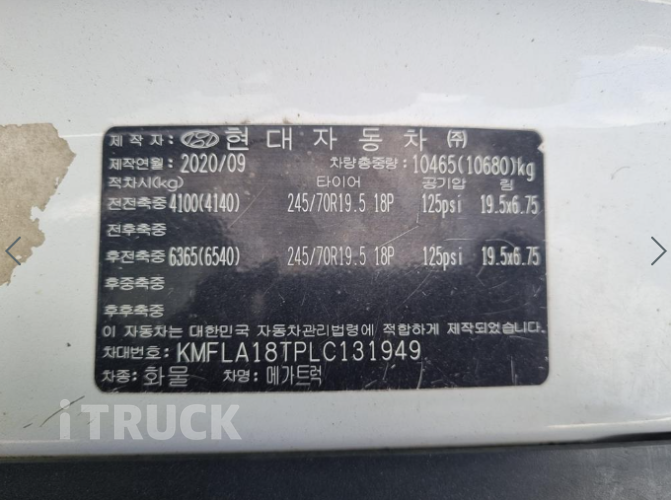 제작자: 현대자동차 ㈜
제작연월: 2020/09 차량총중량: 10465(10680)kg
적차시(kg) 타이어 공기압 림
전전축중 4100(4140) 245/70R19.5 18P 125psi 19.5x6.75
전후축중
후전축중 6365(6540) 245/70R19.5 18P 125psi 19.5x6.75
후중축중
후후축중
이 자동차는 대한민국 자동차관리법령에 적합하게 제작되었습니다.
차대번호: KMFLA18TPLC131949
차종: 화물 차명: 메가트럭
iTRUCK